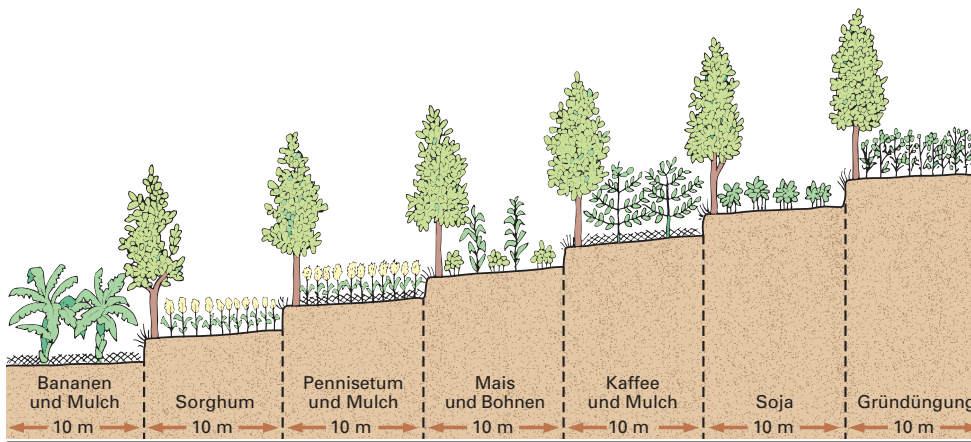 Bananen
und Mulch
Sorghum
Pennisetum
und Mulch
Mais
und Bohnen
Kaffee
und Mulch
Soja
Gründüngung
10 m
10 m
10 m
10 m
10 m
10 m
10 m